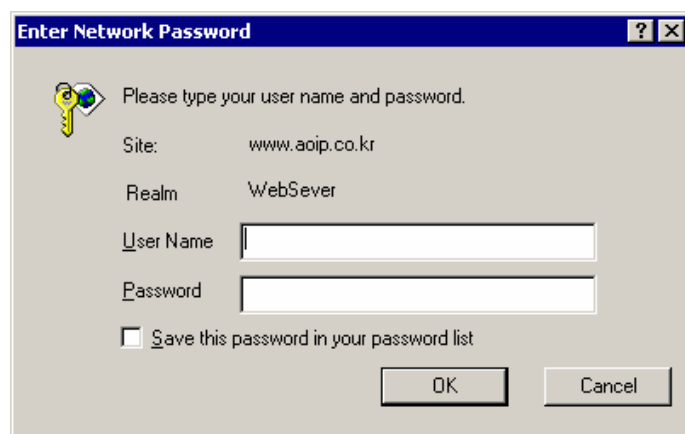 Enter Network Password
Please type your user name and password.
Site: www.aoip.co.kr
Realm WebSever
User Name
Password
Save this password in your password list
OK Cancel